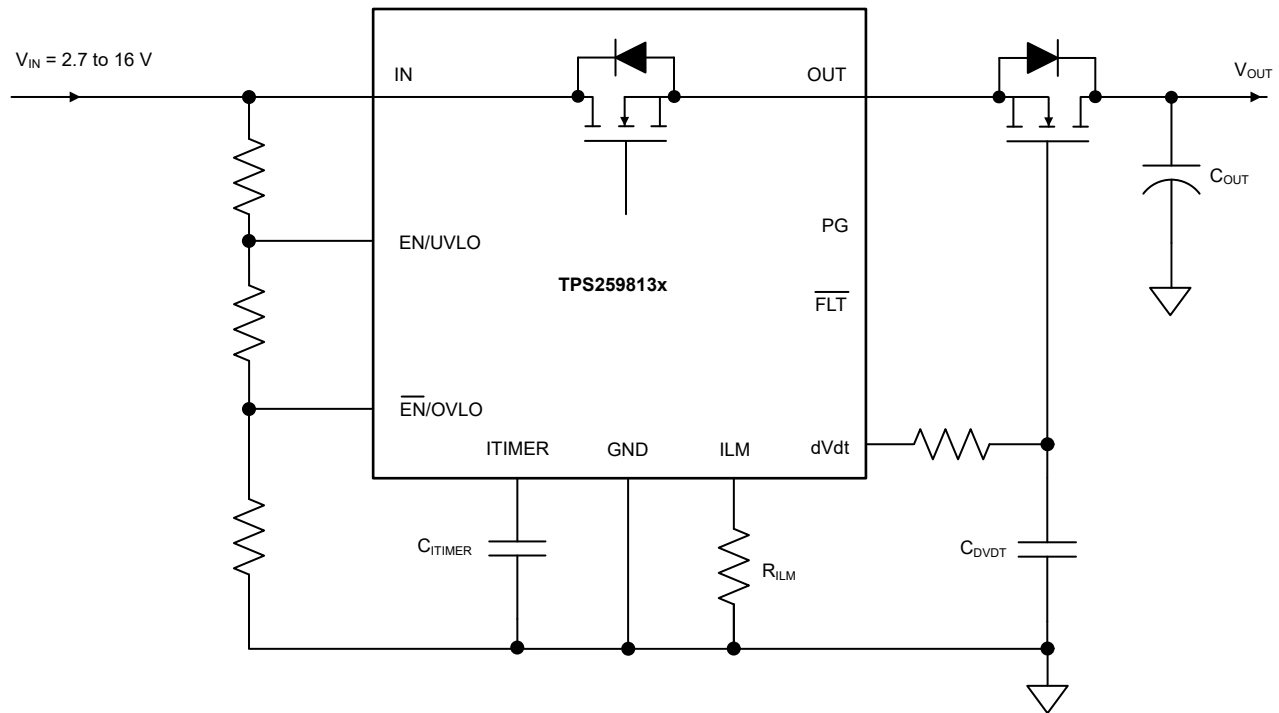 V_IN = 2.7 to 16 V
IN
OUT
V_OUT
C_OUT
EN/UVLO
PG
TPS259813x
FLT
EN/OVLO
ITIMER
GND
ILM
dVdt
C_ITIMER
R_ILM
C_DVDT